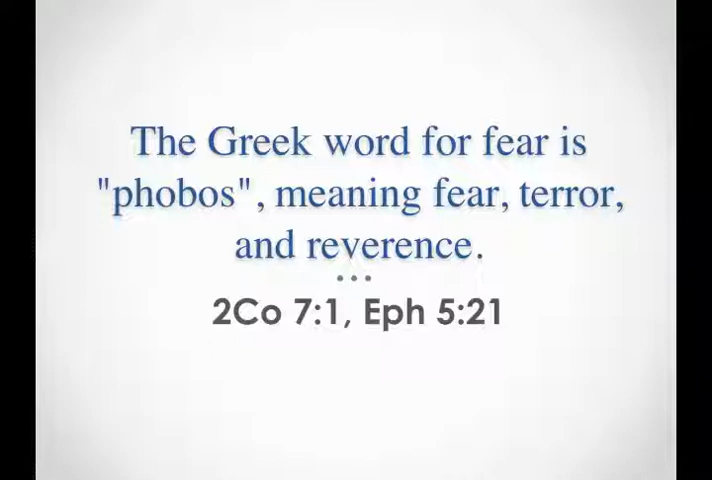 The Greek word for fear is
"phobos", meaning fear, terror,
and reverence.
2Co 7:1, Eph 5:21